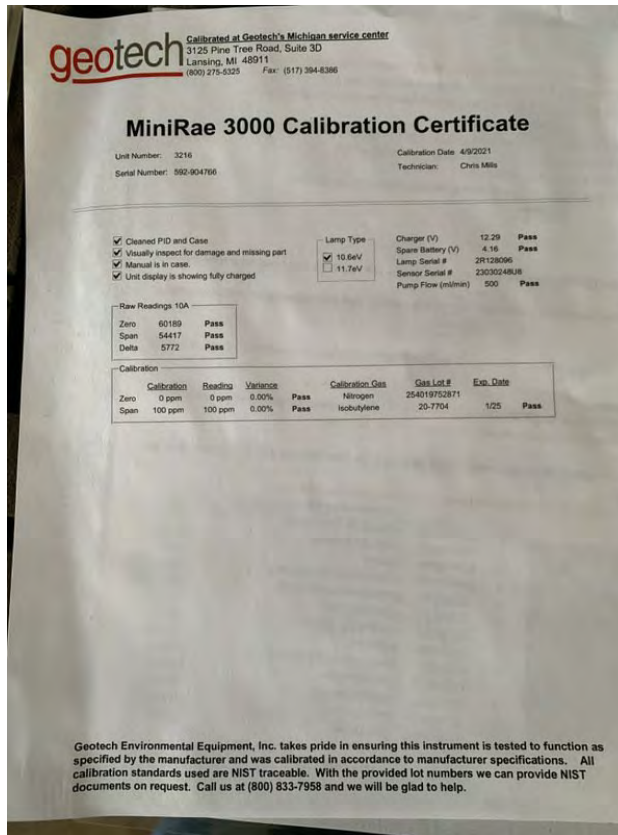 geotech
Calibrated at Geotech's Michigan service center
3125 Pine Tree Road, Suite 3D
Lansing, MI 48911
(800) 275-5325 Fax: (517) 394-8386
MiniRae 3000 Calibration Certificate
Unit Number: 3216
Calibration Date 4/9/2021
Serial Number: 592-904766
Technician: Chris Mills
Cleaned PID and Case
Visually inspect for damage and missing part
Manual is in case.
Unit display is showing fully charged
Lamp Type
10.6eV
11.7eV
Charger (V) 12.29 Pass
Spare Battery (V) 4.16 Pass
Lamp Serial # 2R128096
Sensor Serial # 23030248U8
Pump Flow (ml/min) 500 Pass
Raw Readings 10A
Zero 60189 Pass
Span 54417 Pass
Delta 5772 Pass
Calibration
Calibration Reading Variance Calibration Gas Gas Lot # Exp. Date
Zero 0 ppm 0 ppm 0.00% Pass Nitrogen 254019752871
Span 100 ppm 100 ppm 0.00% Pass Isobutylene 20-7704 1/25 Pass
Geotech Environmental Equipment, Inc. takes pride in ensuring this instrument is tested to function as
specified by the manufacturer and was calibrated in accordance to manufacturer specifications. All
calibration standards used are NIST traceable. With the provided lot numbers we can provide NIST
documents on request. Call us at (800) 833-7958 and we will be glad to help.